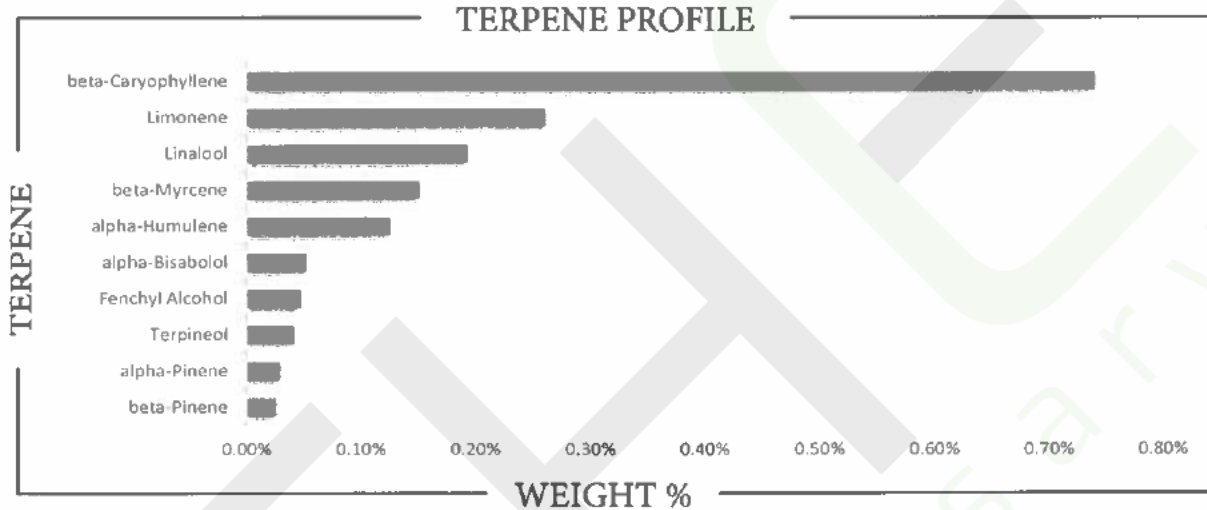 TERPENE PROFILE
TERPENE
beta-Caryophyllene
Limonene
Linalool
beta-Myrcene
alpha-Humulene
alpha-Bisabolol
Fenchyl Alcohol
Terpineol
alpha-Pinene
beta-Pinene
0.00% 0.10% 0.20% 0.30% 0.40% 0.50% 0.60% 0.70% 0.80%
WEIGHT %